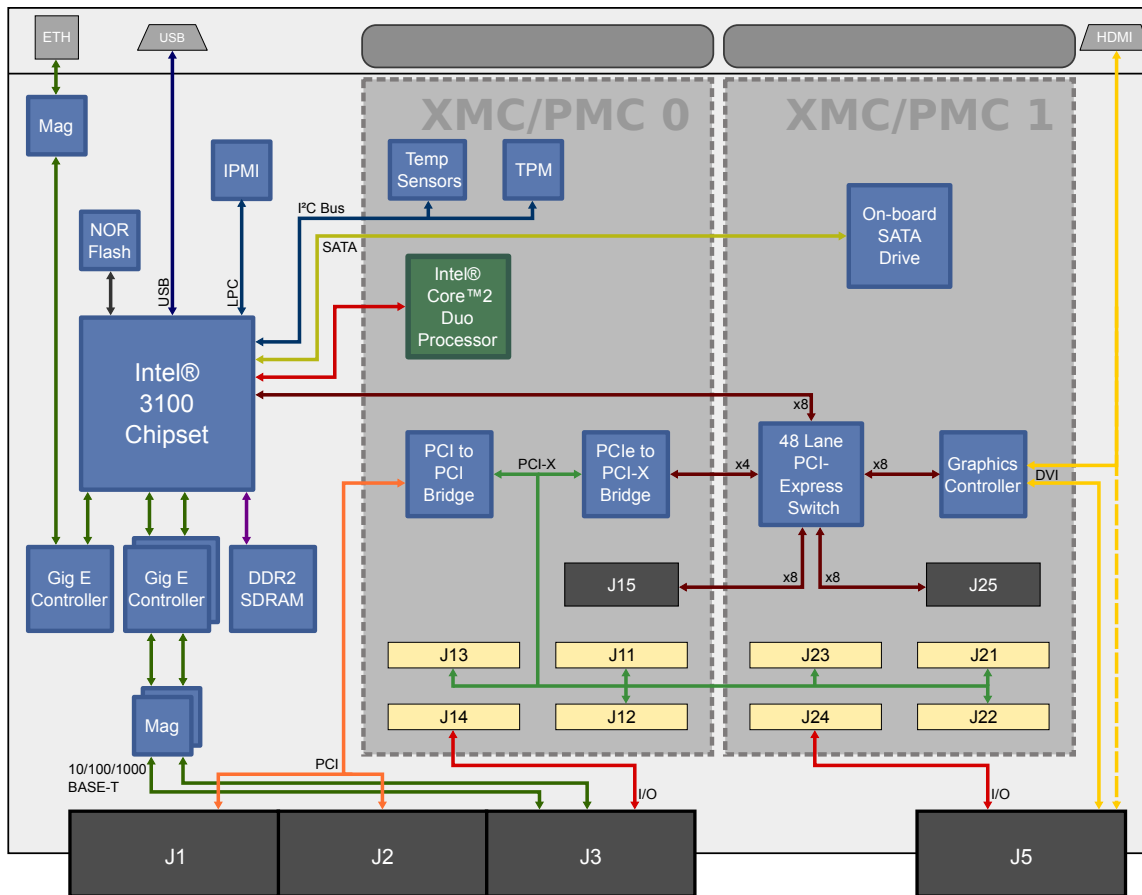 ETH
USB
HDMI
XMC/PMC 0
XMC/PMC 1
Mag
IPMI
Temp
Sensors
TPM
On-board
SATA
Drive
I²C Bus
NOR
Flash
SATA
USB
LPC
Intel®
Core™2
Duo
Processor
Intel®
3100
Chipset
x8
PCI to
PCI
Bridge
PCI-X
PCIe to
PCI-X
Bridge
x4
48 Lane
PCI-
Express
Switch
x8
Graphics
Controller
DVI
Gig E
Controller
Gig E
Controller
DDR2
SDRAM
J15
x8
x8
J25
J13
J11
J23
J21
J14
J12
J24
J22
Mag
10/100/1000
BASE-T
PCI
I/O
I/O
J1
J2
J3
J5